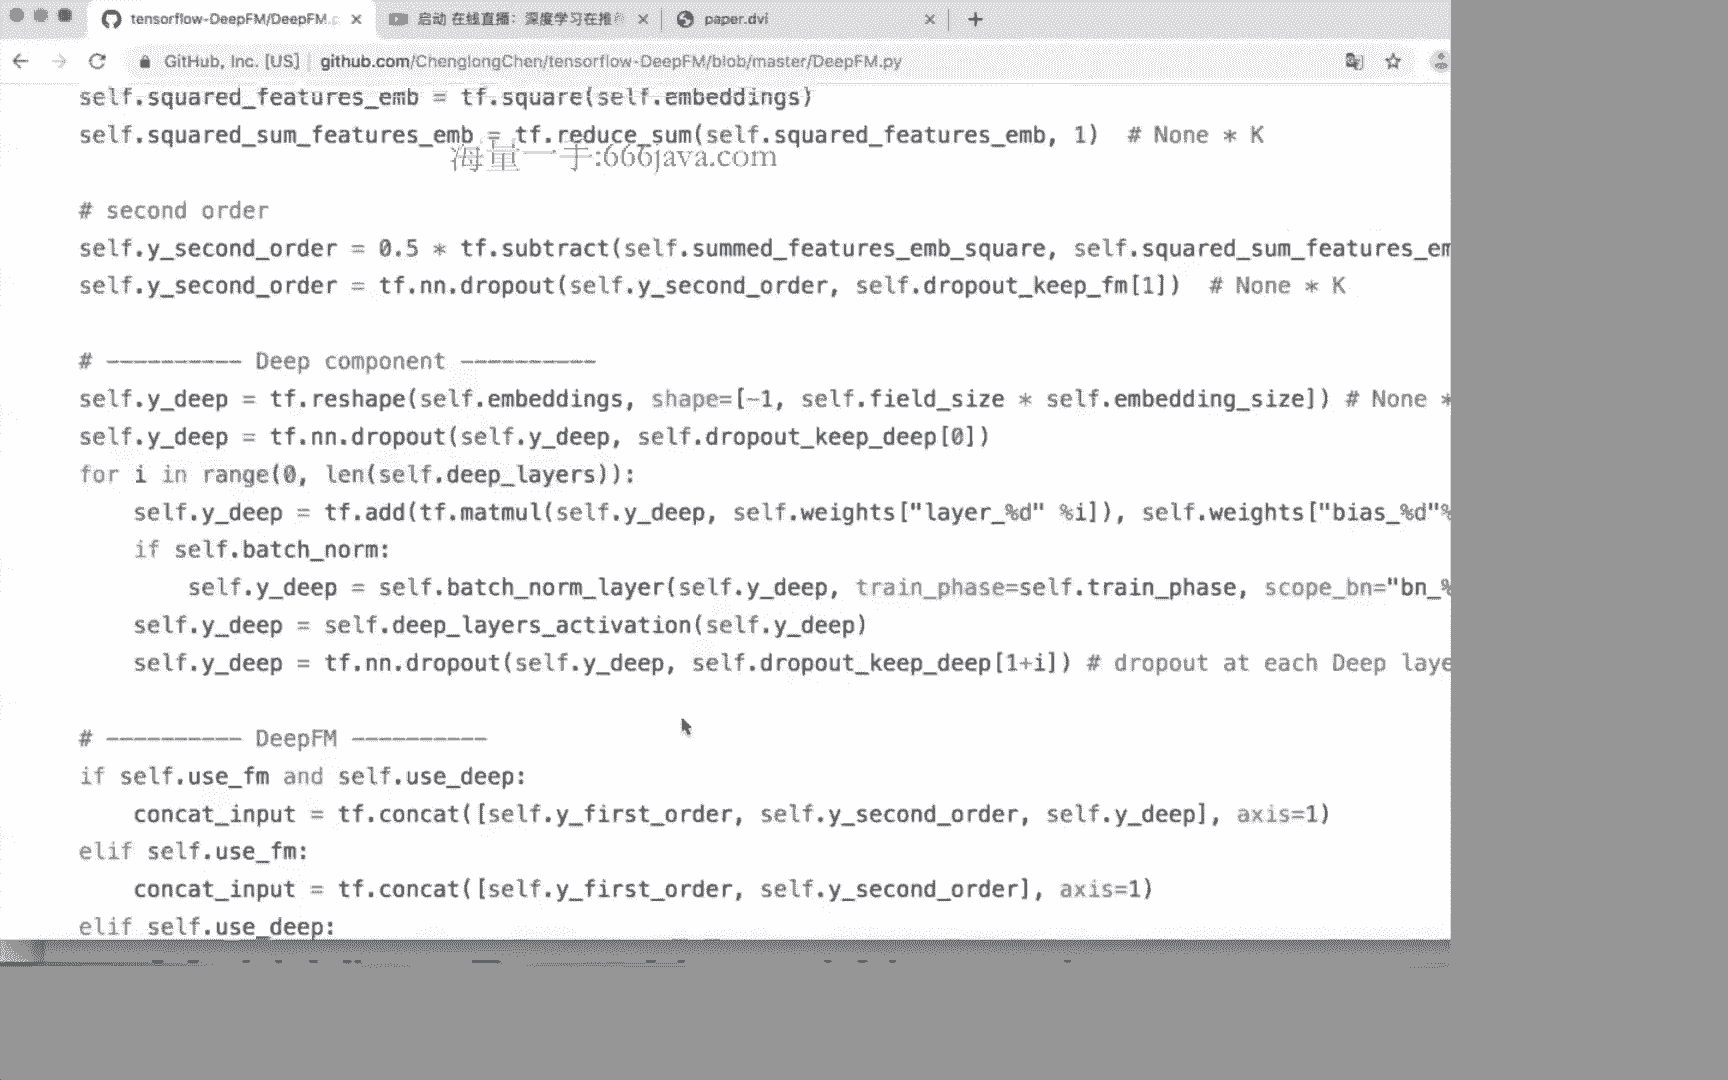 tensorflow-DeepFM/DeepFM.
启动 在线直播：深度学习在推
paper.dvi
GitHub, Inc. [US] | github.com/ChenglongChen/tensorflow-DeepFM/blob/master/DeepFM.py
self.squared_features_emb = tf.square(self.embeddings)
self.squared_sum_features_emb = tf.reduce_sum(self.squared_features_emb, 1)  # None * K
海量一手:666java.com
# second order
self.y_second_order = 0.5 * tf.subtract(self.summed_features_emb_square, self.squared_sum_features_em
self.y_second_order = tf.nn.dropout(self.y_second_order, self.dropout_keep_fm[1])  # None * K
# ---------- Deep component ----------
self.y_deep = tf.reshape(self.embeddings, shape=[-1, self.field_size * self.embedding_size]) # None *
self.y_deep = tf.nn.dropout(self.y_deep, self.dropout_keep_deep[0])
for i in range(0, len(self.deep_layers)):
    self.y_deep = tf.add(tf.matmul(self.y_deep, self.weights["layer_%d" %i]), self.weights["bias_%d"%
    if self.batch_norm:
        self.y_deep = self.batch_norm_layer(self.y_deep, train_phase=self.train_phase, scope_bn="bn_%
    self.y_deep = self.deep_layers_activation(self.y_deep)
    self.y_deep = tf.nn.dropout(self.y_deep, self.dropout_keep_deep[1+i]) # dropout at each Deep laye
# ---------- DeepFM ----------
if self.use_fm and self.use_deep:
    concat_input = tf.concat([self.y_first_order, self.y_second_order, self.y_deep], axis=1)
elif self.use_fm:
    concat_input = tf.concat([self.y_first_order, self.y_second_order], axis=1)
elif self.use_deep: